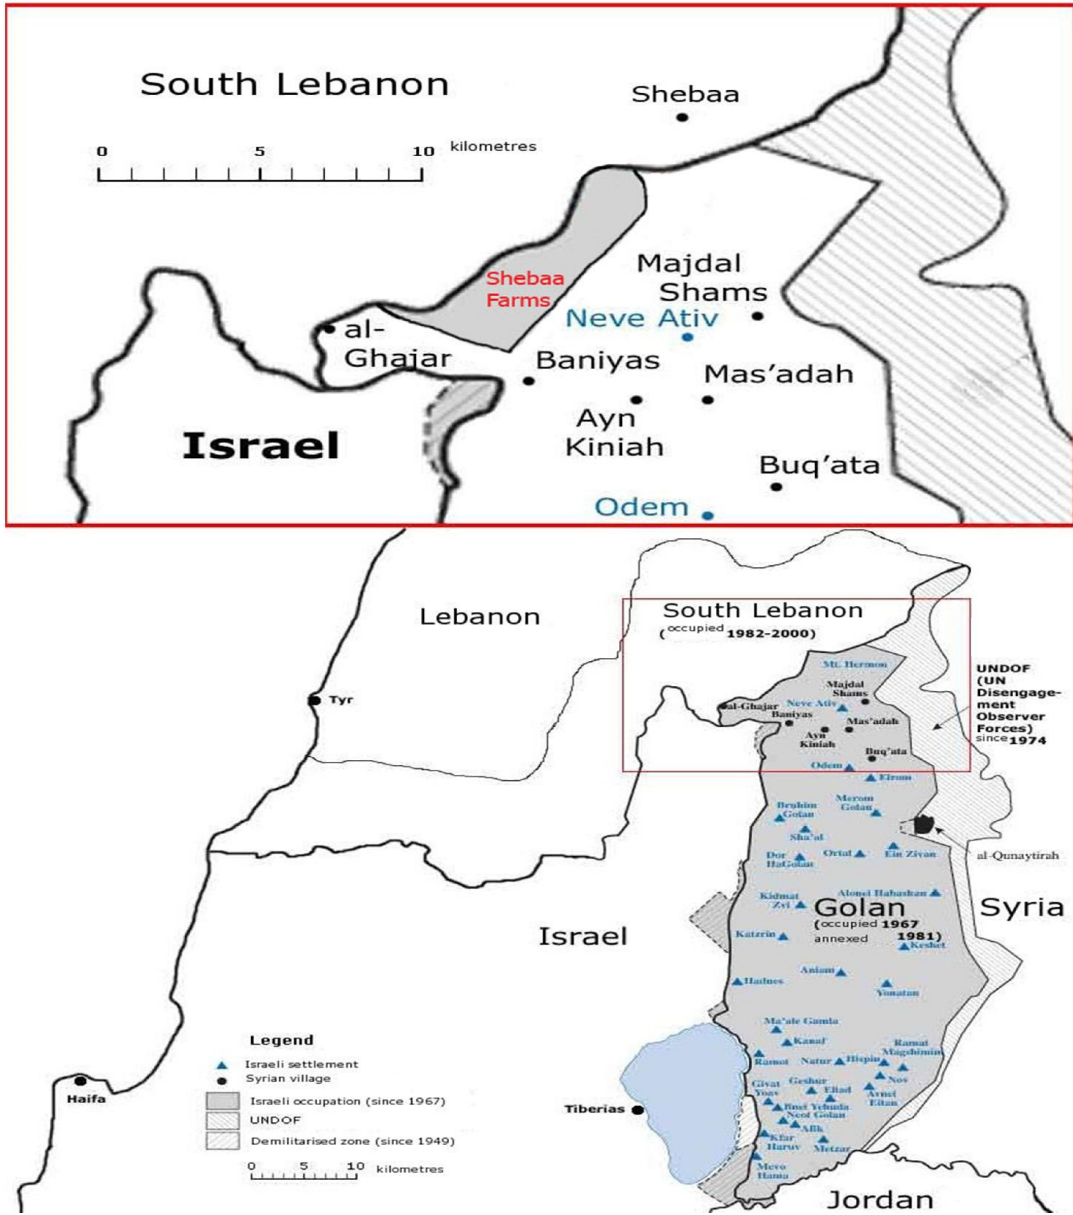 South Lebanon
Shebaa
0 5 10 kilometres
Shebaa
Farms
Majdal
Shams
Neve Ativ
al-
Ghajar
Baniyas
Mas'adah
Ayn
Kiniah
Israel
Buq'ata
Odem
Lebanon
South Lebanon
(occupied 1982-2000)
Mt. Hermon
UNDOF
(UN
Disengage-
ment
Observer
Forces)
since 1974
Majdal
Shams
Neve Ativ
al-Ghajar
Baniyas
Mas'adah
Ayn
Kiniah
Tyr
Buq'ata
Odem
Eirom
Bruhim
Golan
Merom
Golan
Sha'al
Dor
HaGolan
Ortal
Ein Zivan
al-Qunaytirah
Kidmat
Zvi
Alonei Habashan
Golan
(occupied 1967
annexed 1981)
Syria
Israel
Katzrin
Keshet
Aniam
Hadnes
Yonatan
Ma'ale Gamla
Kanaf
Ramat
Magshimim
Ramot
Natur
Hispin
Nov
Givat
Yoav
Geshur
Eliad
Avnei
Eitan
Bnei Yehuda
Neot Golan
Afik
Kfar
Haruv
Metzar
Mevo
Hama
Tiberias
Haifa
Legend
Israeli settlement
Syrian village
Israeli occupation (since 1967)
UNDOF
Demilitarised zone (since 1949)
0 5 10 kilometres
Jordan